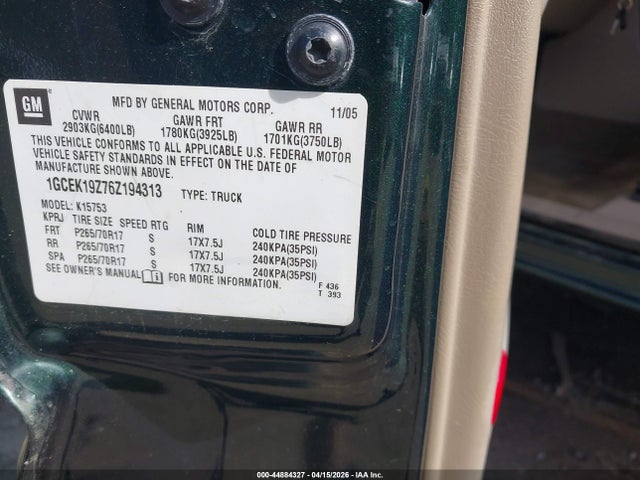 GM
MFD BY GENERAL MOTORS CORP. 11/05
CVWR GAWR FRT GAWR RR
2903KG(6400LB) 1780KG(3925LB) 1701KG(3750LB)
THIS VEHICLE CONFORMS TO ALL APPLICABLE U.S. FEDERAL MOTOR
VEHICLE SAFETY STANDARDS IN EFFECT ON THE DATE OF
MANUFACTURE SHOWN ABOVE.
1GCEK19Z76Z194313 TYPE: TRUCK
MODEL: K15753
KPRJ TIRE SIZE SPEED RTG RIM COLD TIRE PRESSURE
FRT P265/70R17 S 17X7.5J 240KPA(35PSI)
RR P265/70R17 S 17X7.5J 240KPA(35PSI)
SPA P265/70R17 S 17X7.5J 240KPA(35PSI)
SEE OWNER'S MANUAL FOR MORE INFORMATION.
F 436
T 393
000-44884327 - 04/15/2026 - IAA Inc.